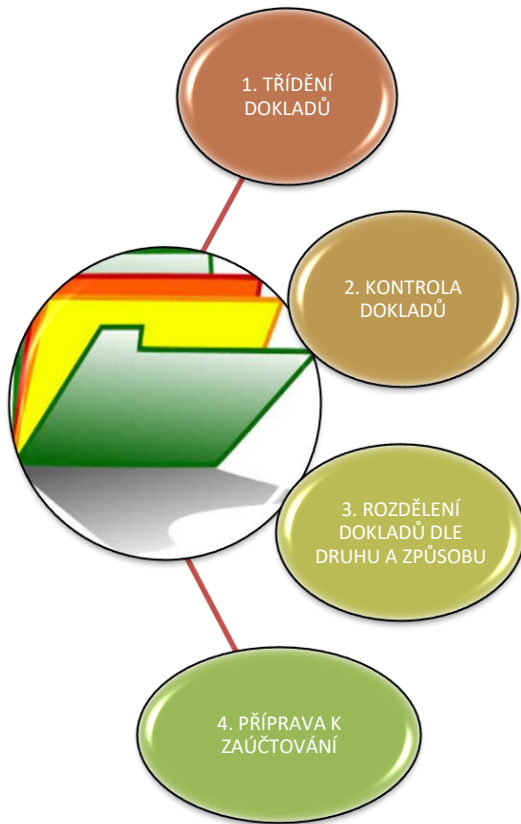 1. TŘÍDĚNÍ
DOKLADŮ
2. KONTROLA
DOKLADŮ
3. ROZDĚLENÍ
DOKLADŮ DLE
DRUHU A ZPŮSOBU
4. PŘÍPRAVA K
ZAÚČTOVÁNÍ